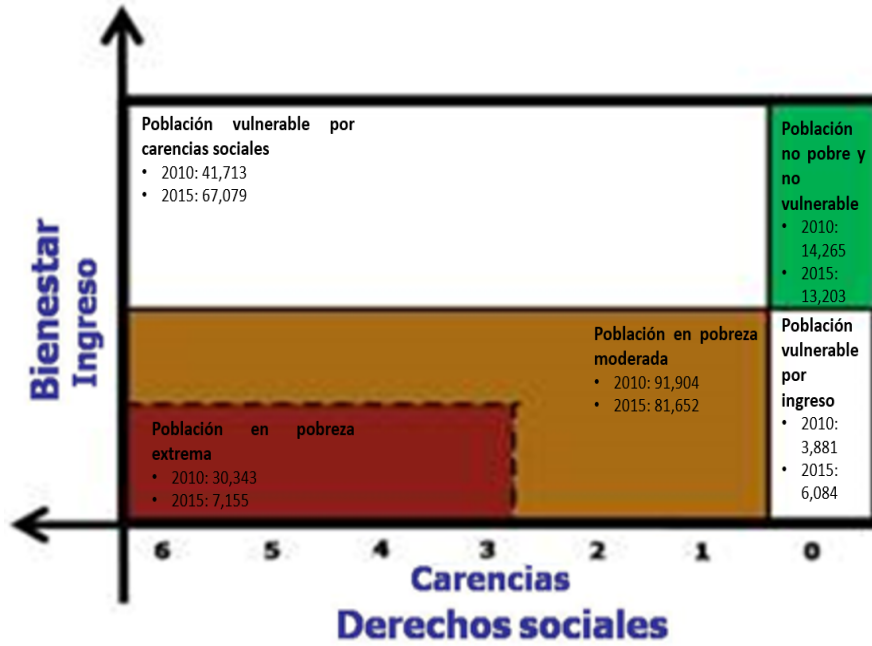 Población vulnerable por
carencias sociales
• 2010: 41,713
• 2015: 67,079
Población
no pobre y
no
vulnerable
• 2010:
14,265
• 2015:
13,203
Bienestar
Ingreso
Población en pobreza
moderada
• 2010: 91,904
• 2015: 81,652
Población
vulnerable
por
ingreso
• 2010:
3,881
• 2015:
6,084
Población en pobreza
extrema
• 2010: 30,343
• 2015: 7,155
6 5 4 3 2 1 0
Carencias
Derechos sociales